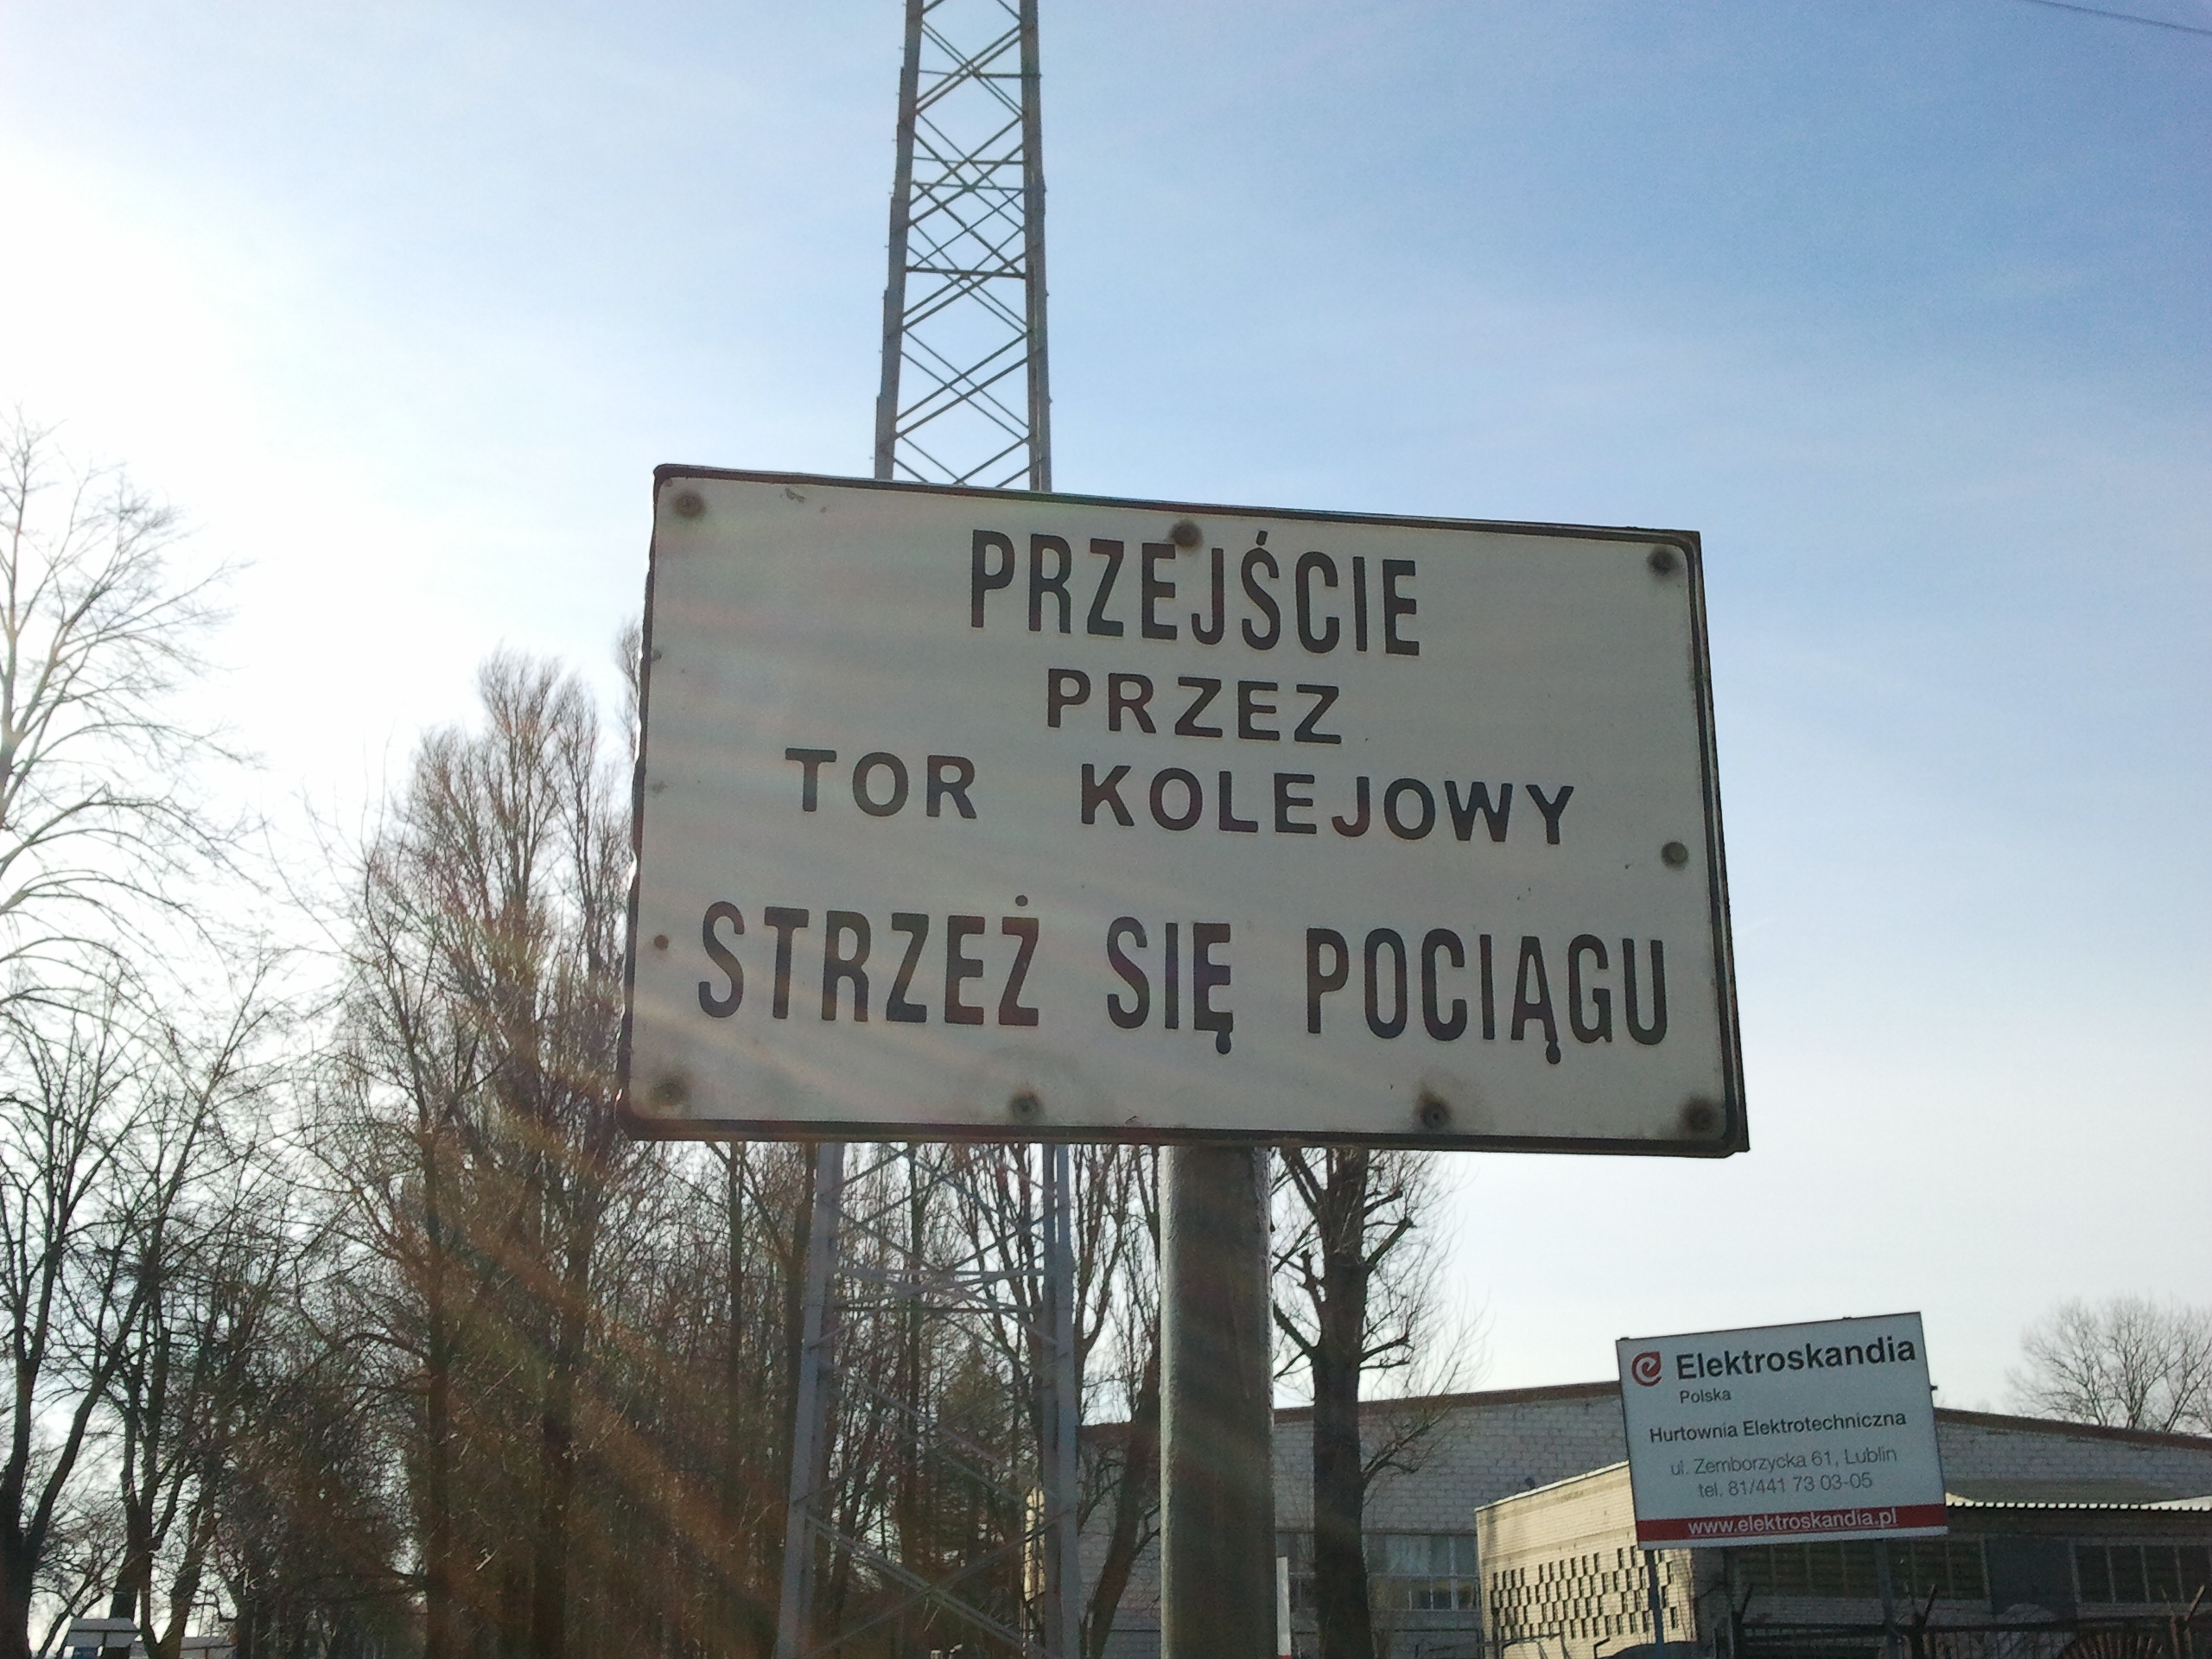 PRZEJŚCIE
PRZEZ
TOR KOLEJOWY
STRZEŻ SIĘ POCIĄGU
Elektroskandia
Polska
Hurtownia Elektrotechniczna
ul. Zemborzycka 61, Lublin
tel. 81/441 73 03-05
www.elektroskandia.pl